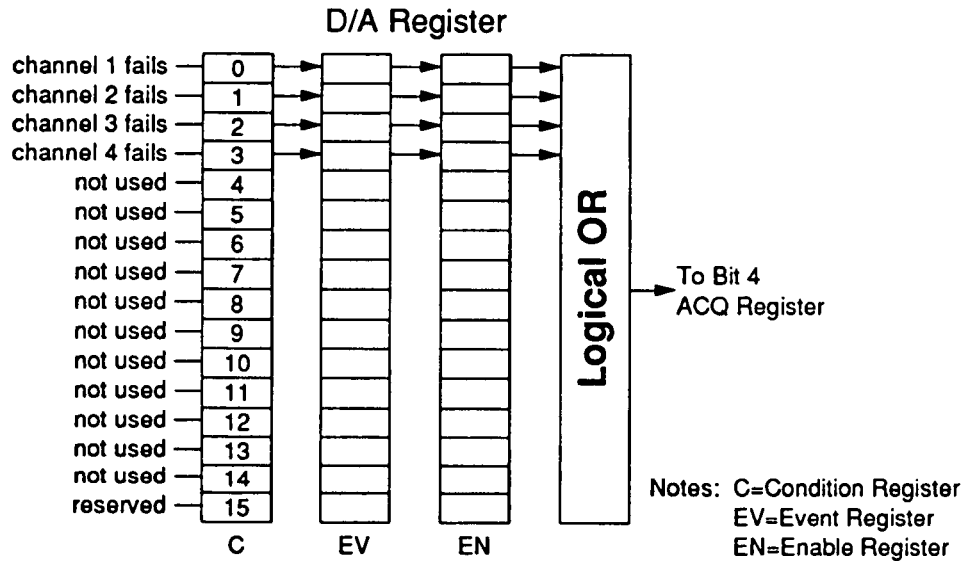 D/A Register
channel 1 fails 0
channel 2 fails 1
channel 3 fails 2
channel 4 fails 3
not used 4
not used 5
not used 6
not used 7
not used 8
not used 9
not used 10
not used 11
not used 12
not used 13
not used 14
reserved 15
C EV EN
Logical OR
To Bit 4
ACQ Register
Notes: C=Condition Register
EV=Event Register
EN=Enable Register